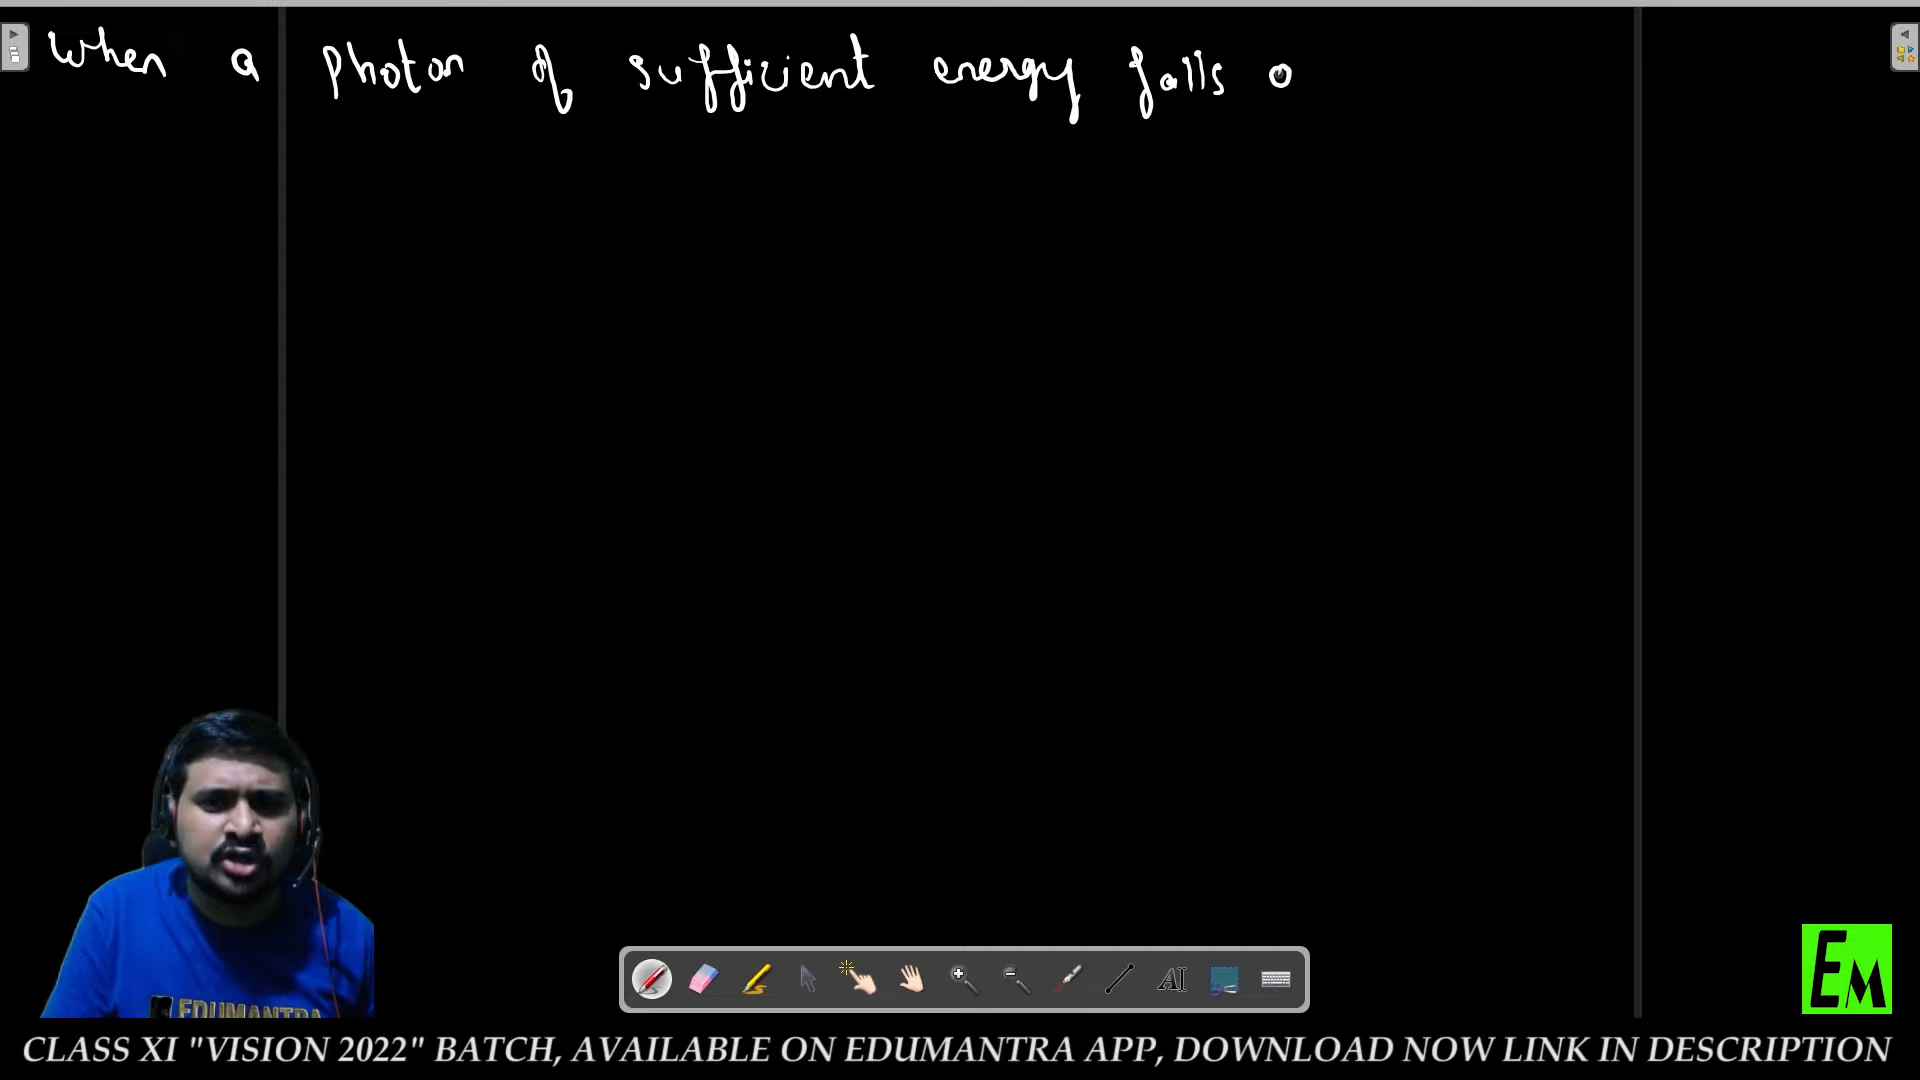 When a Photon of sufficient energy falls o
AI
EDUMANTRA
EM
CLASS XI "VISION 2022" BATCH, AVAILABLE ON EDUMANTRA APP, DOWNLOAD NOW LINK IN DESCRIPTION